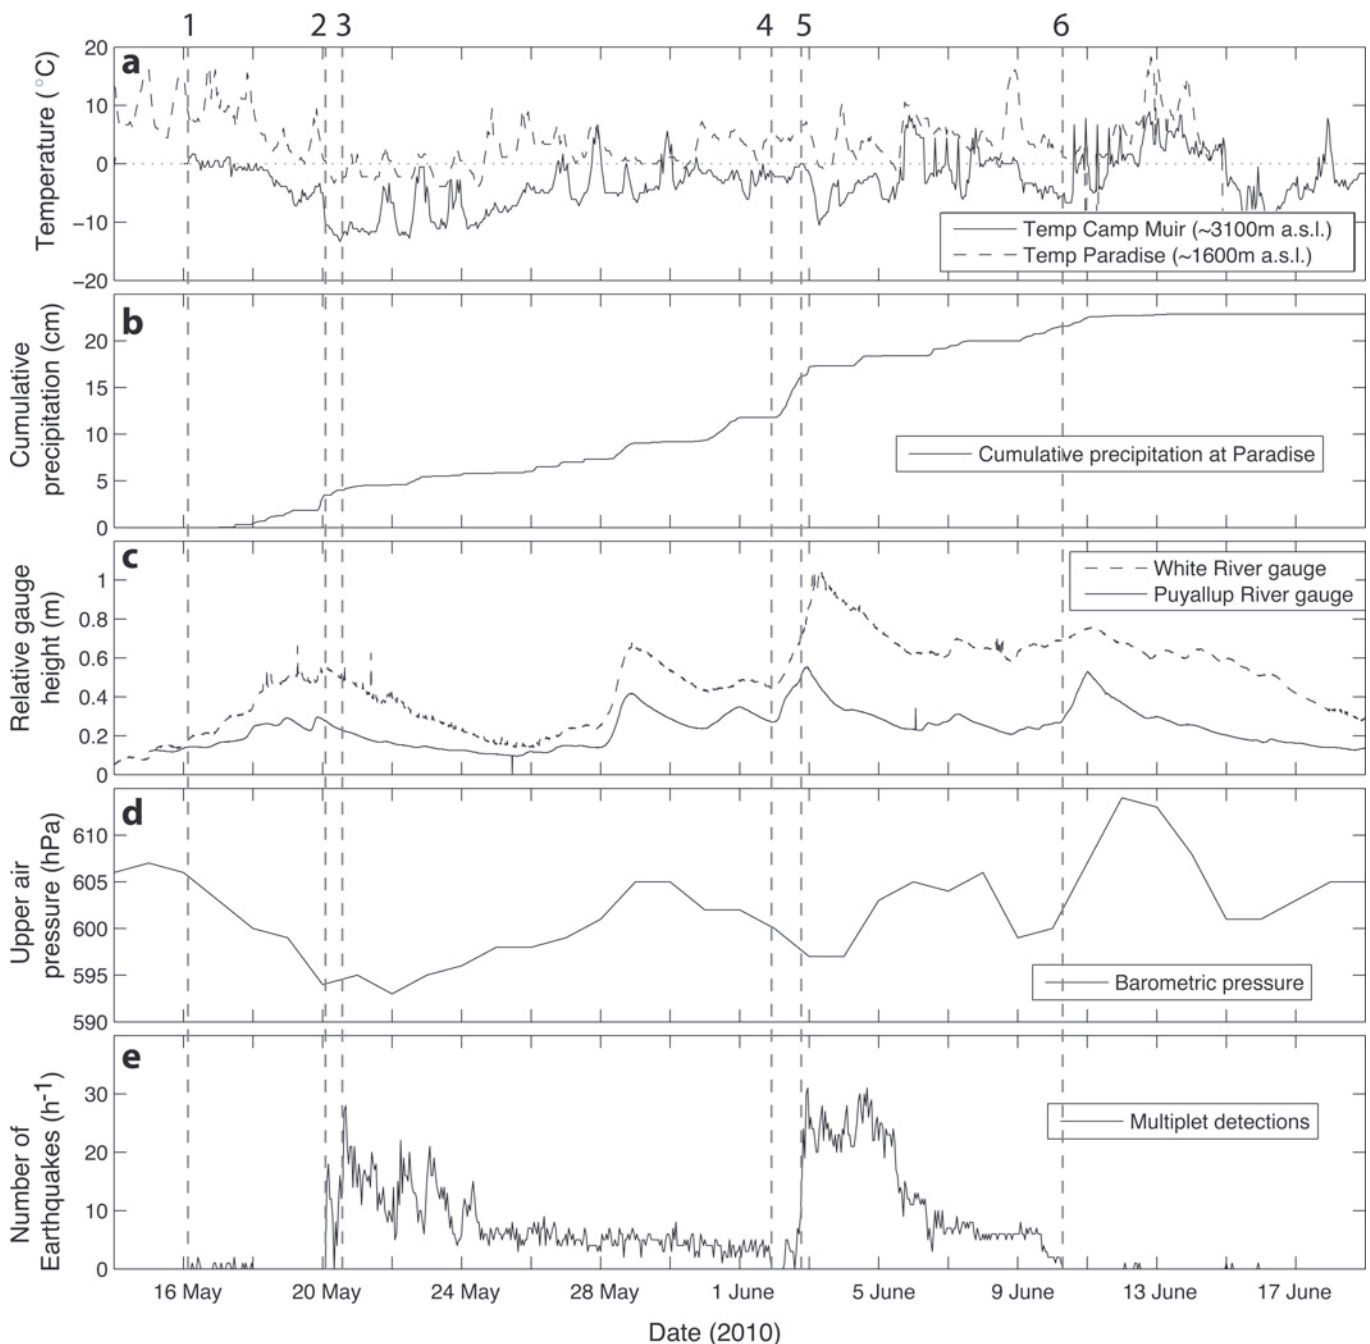 1 2 3 4 5 6
a
20
10
0
−10
−20
Temperature (°C)
Temp Camp Muir (~3100m a.s.l.)
Temp Paradise (~1600m a.s.l.)
b
20
15
10
5
0
Cumulative
precipitation (cm)
Cumulative precipitation at Paradise
c
1
0.8
0.6
0.4
0.2
0
Relative gauge
height (m)
White River gauge
Puyallup River gauge
d
610
605
600
595
590
Upper air
pressure (hPa)
Barometric pressure
e
30
20
10
0
Number of
Earthquakes (h-1)
Multiplet detections
16 May 20 May 24 May 28 May 1 June 5 June 9 June 13 June 17 June
Date (2010)